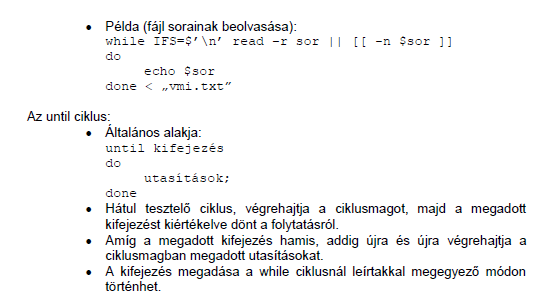 • Példa (fájl sorainak beolvasása):
while IFS=$’\n’ read –r sor || [[ -n $sor ]]
do
echo $sor
done < „vmi.txt”
Az until ciklus:
• Általános alakja:
until kifejezés
do
utasítások;
done
• Hátul tesztelő ciklus, végrehajtja a ciklusmagot, majd a megadott
kifejezést kiértékelve dönt a folytatásról.
• Amíg a megadott kifejezés hamis, addig újra és újra végrehajtja a
ciklusmagban megadott utasításokat.
• A kifejezés megadása a while ciklusnál leírtakkal megegyező módon
történhet.